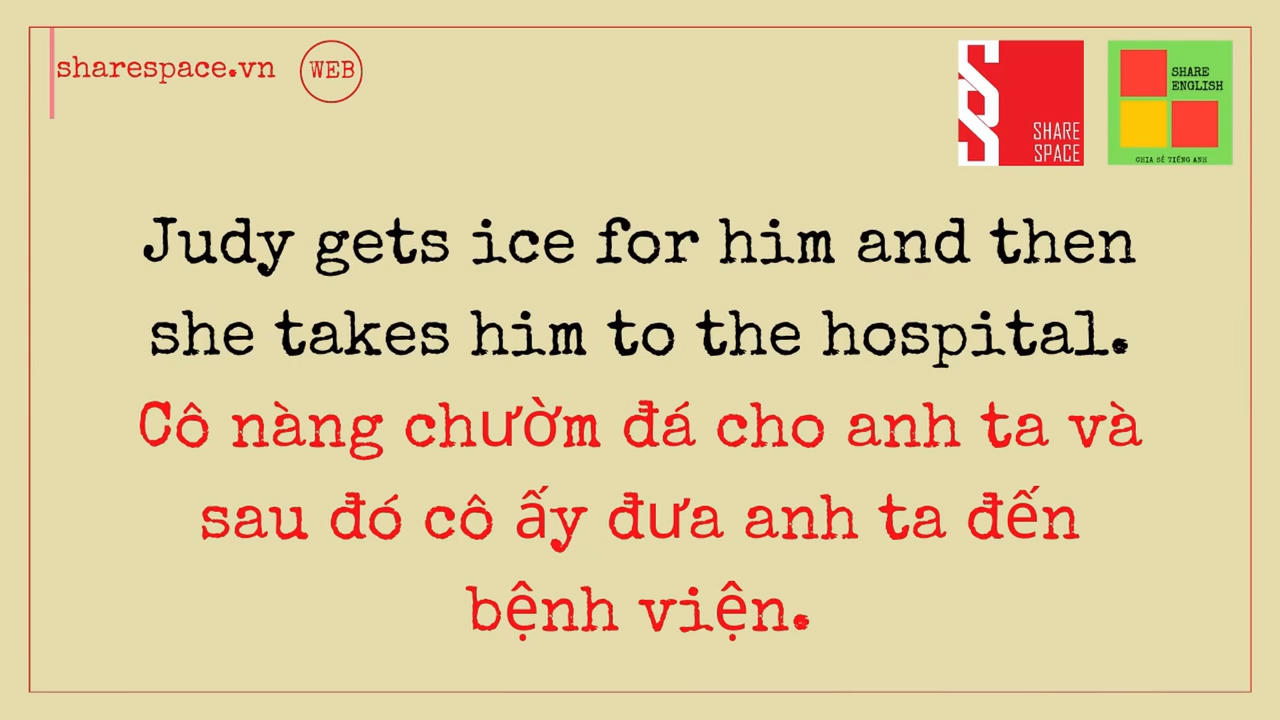 sharespace.vn WEB
SHARE
SPACE
SHARE
ENGLISH
CHIA SẺ TIẾNG ANH
Judy gets ice for him and then
she takes him to the hospital.
Cô nàng chườm đá cho anh ta và
sau đó cô ấy đưa anh ta đến
bệnh viện.